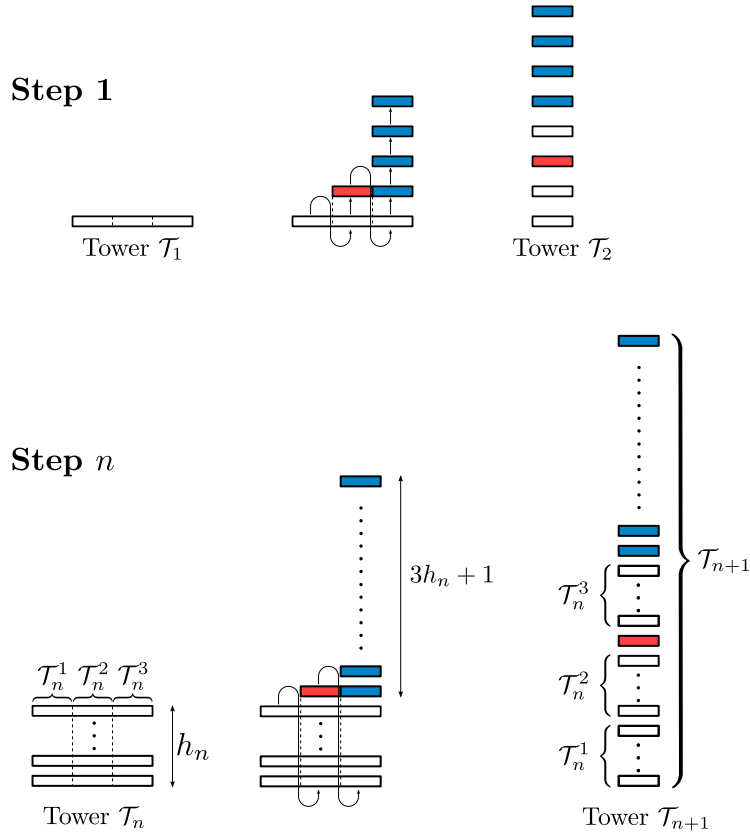 Step 1
Tower 𝒯₁
Tower 𝒯₂
Step n
3hₙ + 1
𝒯ₙ₊₁
𝒯ₙ³
𝒯ₙ¹ 𝒯ₙ² 𝒯ₙ³
𝒯ₙ²
hₙ
𝒯ₙ¹
Tower 𝒯ₙ
Tower 𝒯ₙ₊₁